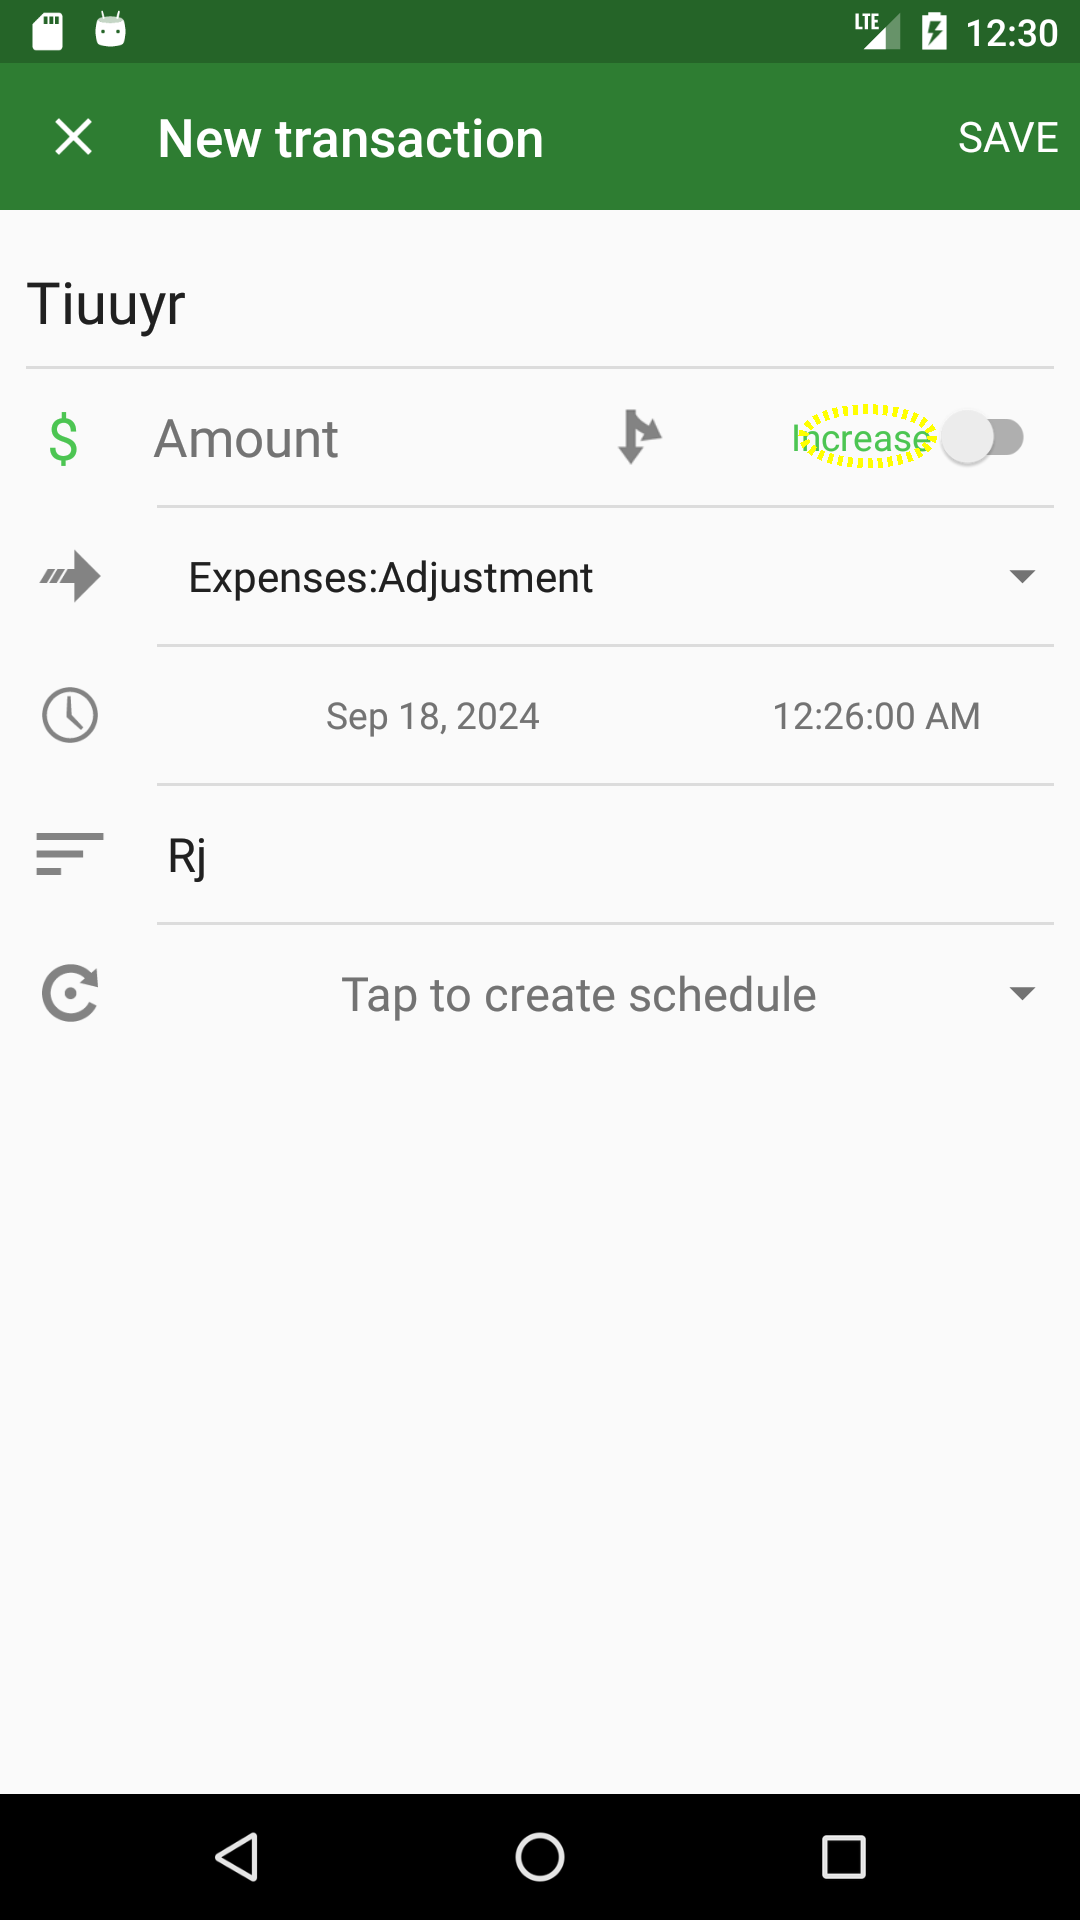 LTE 12:30
New transaction SAVE
Tiuuyr
$ Amount Increase
Expenses:Adjustment
Sep 18, 2024 12:26:00 AM
Rj
Tap to create schedule